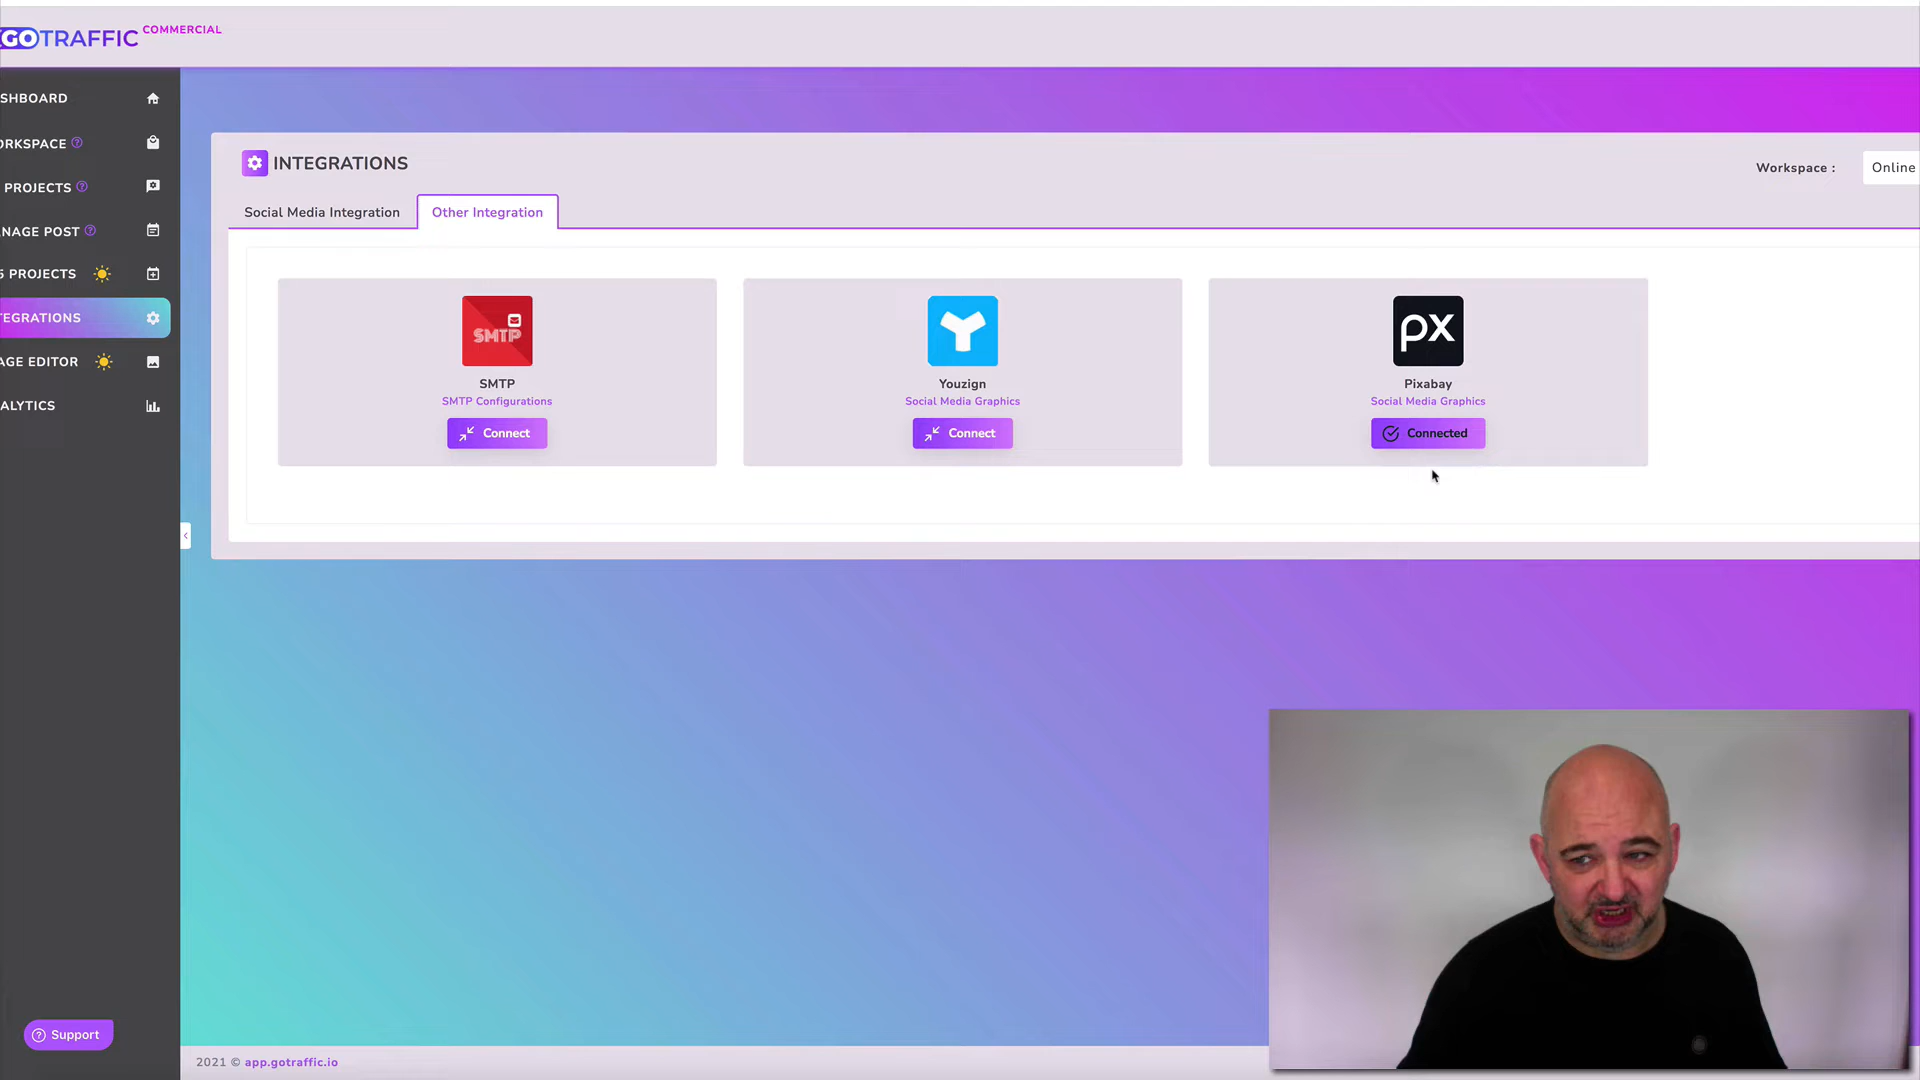 GOTRAFFIC COMMERCIAL
SHBOARD
ORKSPACE
PROJECTS
NAGE POST
5 PROJECTS
TEGRATIONS
AGE EDITOR
ALYTICS
Support
INTEGRATIONS
Workspace :
Online
Social Media Integration
Other Integration
SMTP
SMTP
SMTP Configurations
Connect
Youzign
Social Media Graphics
Connect
px
Pixabay
Social Media Graphics
Connected
2021 © app.gotraffic.io